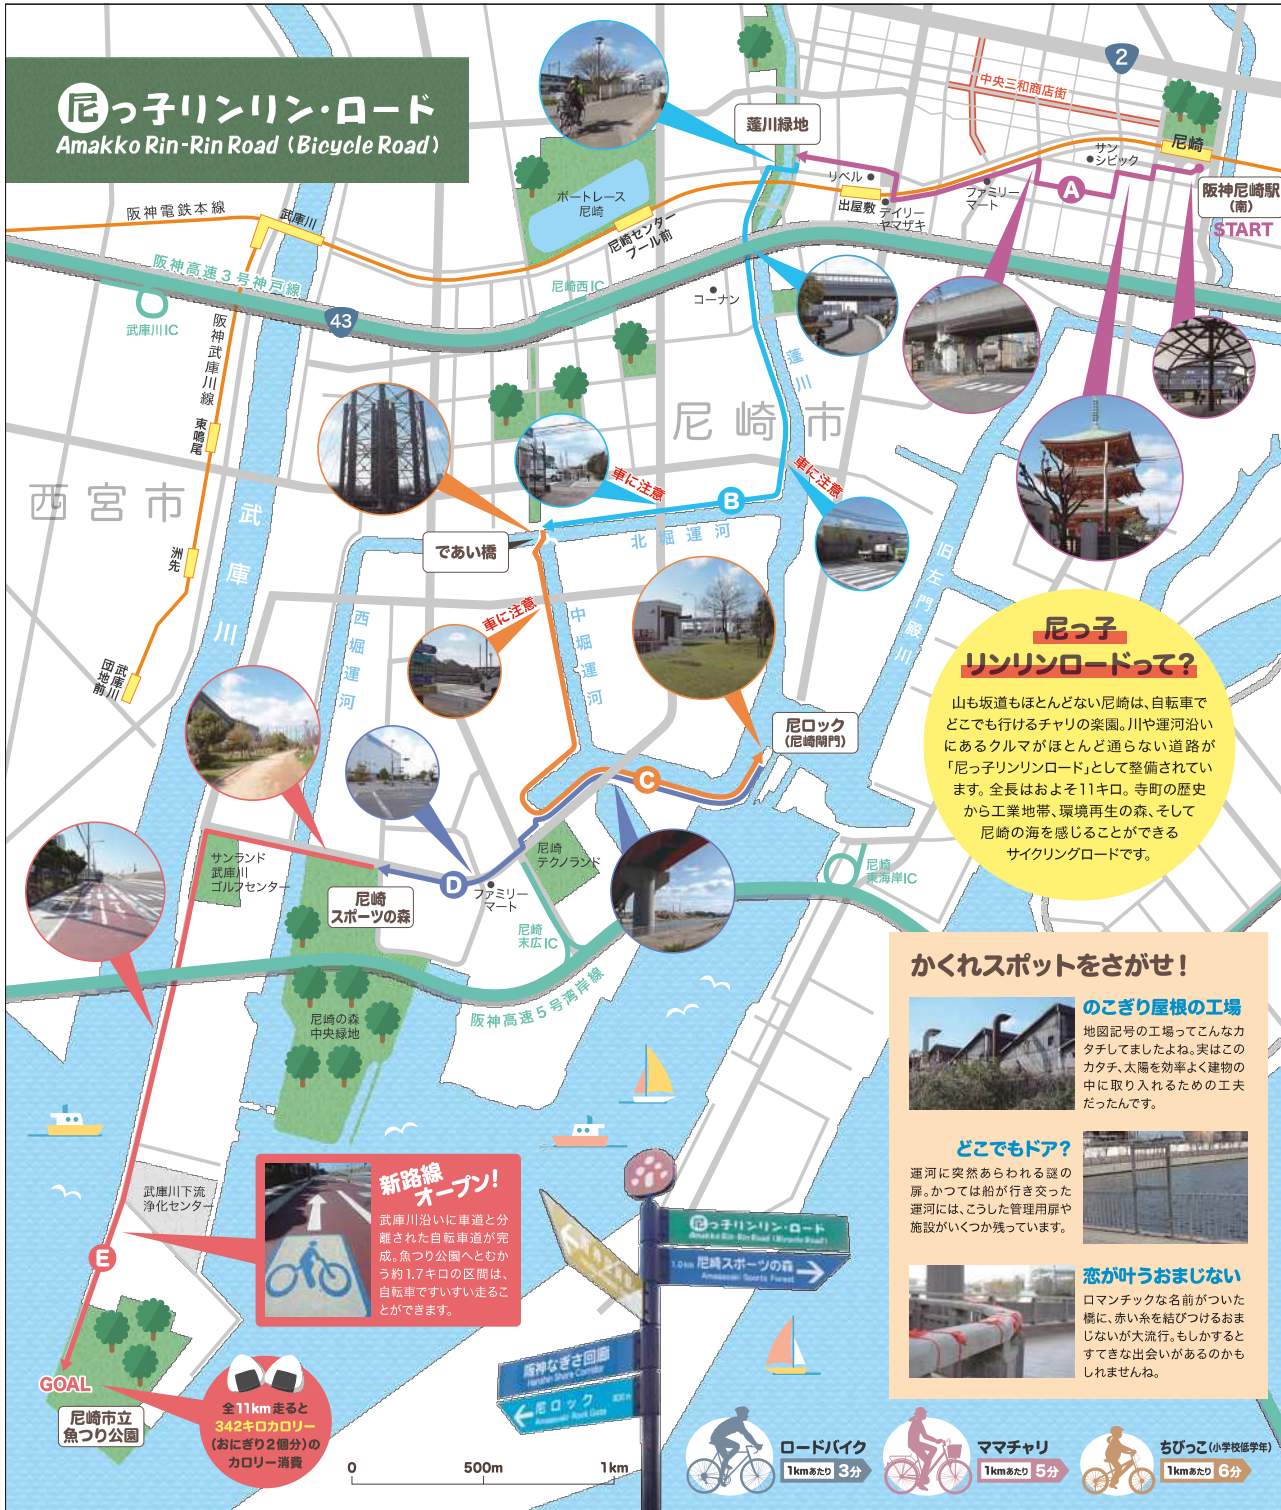 尼っ子リンリン・ロード
Amakko Rin-Rin Road (Bicycle Road)
2
中央三和商店街
蓬川緑地
尼崎
サン
シビック
リベル
ファミリー
マート
A
阪神尼崎駅
(南)
START
出屋敷
デイリー
ヤマザキ
ボートレース
尼崎
尼崎センター
プール前
阪神電鉄本線
武庫川
阪神高速3号神戸線
武庫川IC
43
尼崎西IC
コーナン
阪神武庫川線
東鳴尾
洲先
武庫川
団地前
西宮市
尼崎市
武庫川
蓬川
車に注意
車に注意
B
であい橋
北堀運河
旧左門殿川
西堀運河
車に注意
中堀運河
尼ロック
(尼崎閘門)
C
尼っ子
リンリンロードって?
山も坂道もほとんどない尼崎は、自転車で
どこでも行けるチャリの楽園。川や運河沿い
にあるクルマがほとんど通らない道路が
「尼っ子リンリンロード」として整備されてい
ます。全長はおよそ11キロ。寺町の歴史
から工業地帯、環境再生の森、そして
尼崎の海を感じることができる
サイクリングロードです。
サンランド
武庫川
ゴルフセンター
尼崎
スポーツの森
D
ファミリー
マート
尼崎
テクノランド
尼崎
末広IC
尼崎
東海岸IC
阪神高速5号湾岸線
尼崎の森
中央緑地
かくれスポットをさがせ!
のこぎり屋根の工場
地図記号の工場ってこんなカ
タチしてましたよね。実はこの
カタチ、太陽を効率よく建物の
中に取り入れるための工夫
だったんです。
どこでもドア?
運河に突然あらわれる謎の
扉。かつては船が行き交った
運河には、こうした管理用扉や
施設がいくつか残っています。
恋が叶うおまじない
ロマンチックな名前がついた
橋に、赤い糸を結びつけるおま
じないが大流行。もしかすると
すてきな出会いがあるのかも
しれませんね。
武庫川下流
浄化センター
新路線
オープン!
武庫川沿いに車道と分
離された自転車道が完
成。魚つり公園へとむか
う約1.7キロの区間は、
自転車ですいすい走るこ
とができます。
E
GOAL
尼崎市立
魚つり公園
全11km走ると
342キロカロリー
(おにぎり2個分)の
カロリー消費
尼っ子リンリン・ロード
Amakko Rin-Rin Road (Bicycle Road)
1.0km 尼崎スポーツの森
Amagasaki Sports Forest
阪神なぎさ回廊
Hanshin Shore Corridor
尼ロック
Amagasaki Rock Gate
0 500m 1km
ロードバイク
1kmあたり 3分
ママチャリ
1kmあたり 5分
ちびっこ(小学校低学年)
1kmあたり 6分